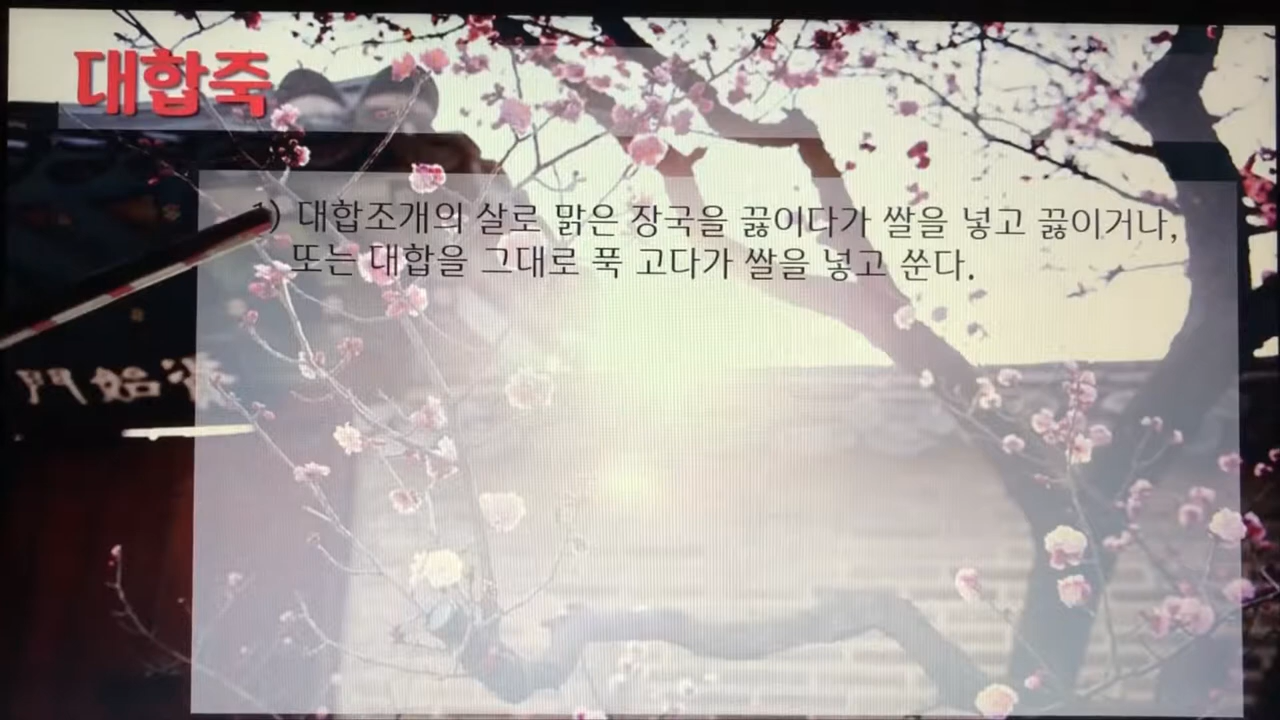 대합죽
1) 대합조개의 살로 맑은 장국을 끓이다가 쌀을 넣고 끓이거나,
또는 대합을 그대로 푹 고다가 쌀을 넣고 쑨다.
門始